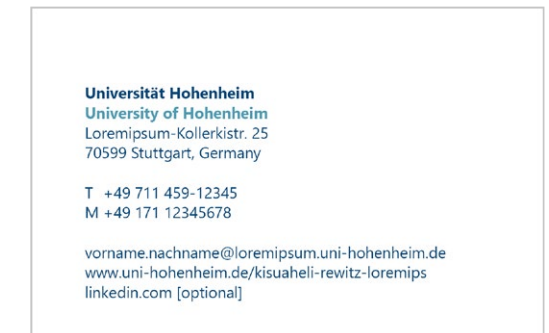 Universität Hohenheim
University of Hohenheim
Loremipsum-Kollerkistr. 25
70599 Stuttgart, Germany
T +49 711 459-12345
M +49 171 12345678
vorname.nachname@loremipsum.uni-hohenheim.de
www.uni-hohenheim.de/kisuaheli-rewitz-loremips
linkedin.com [optional]